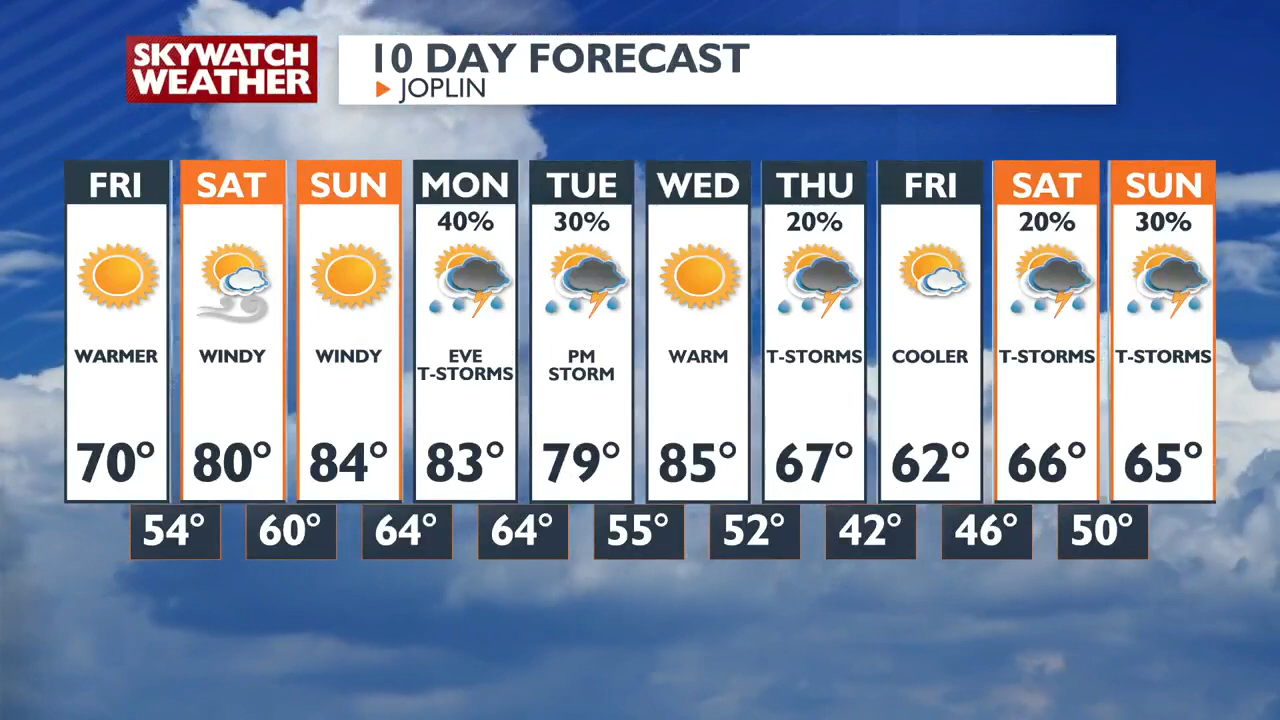 SKYWATCH
WEATHER
10 DAY FORECAST
JOPLIN
FRI SAT SUN MON TUE WED THU FRI SAT SUN
40% 30% 20% 20% 30%
WARMER WINDY WINDY EVE PM WARM T-STORMS COOLER T-STORMS T-STORMS
T-STORMS STORM
70° 80° 84° 83° 79° 85° 67° 62° 66° 65°
54° 60° 64° 64° 55° 52° 42° 46° 50°